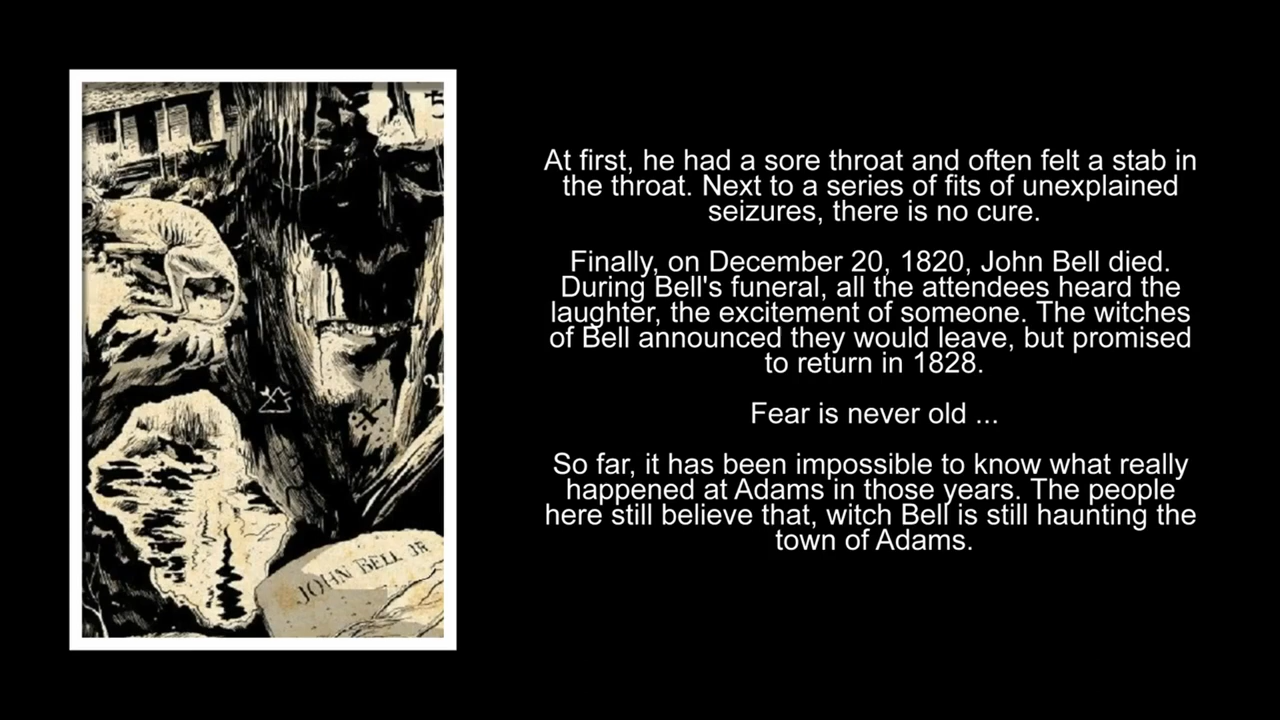 At first, he had a sore throat and often felt a stab in
the throat. Next to a series of fits of unexplained
seizures, there is no cure.
Finally, on December 20, 1820, John Bell died.
During Bell's funeral, all the attendees heard the
laughter, the excitement of someone. The witches
of Bell announced they would leave, but promised
to return in 1828.
Fear is never old ...
So far, it has been impossible to know what really
happened at Adams in those years. The people
here still believe that, witch Bell is still haunting the
town of Adams.
JOHN BELL JR